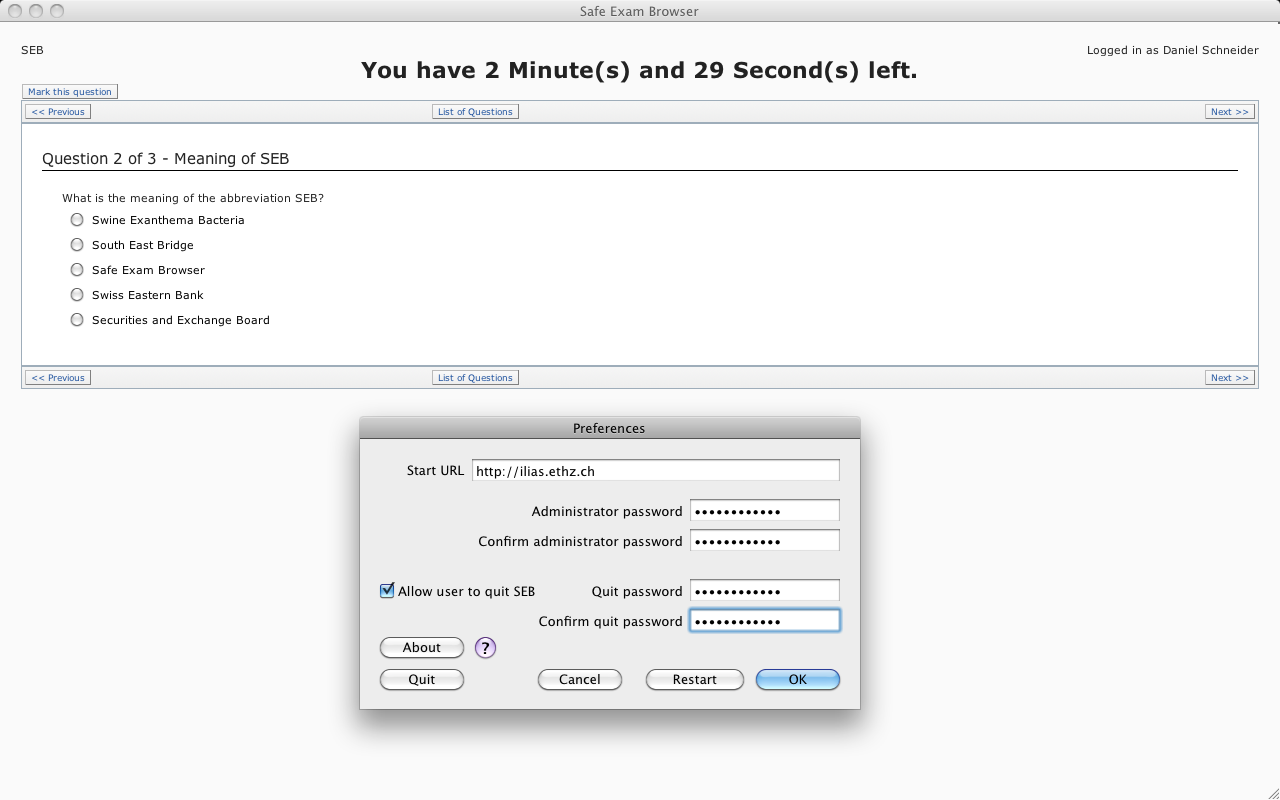 Safe Exam Browser
SEB
Logged in as Daniel Schneider
You have 2 Minute(s) and 29 Second(s) left.
Mark this question
<< Previous
List of Questions
Next >>
Question 2 of 3 - Meaning of SEB
What is the meaning of the abbreviation SEB?
Swine Exanthema Bacteria
South East Bridge
Safe Exam Browser
Swiss Eastern Bank
Securities and Exchange Board
<< Previous
List of Questions
Next >>
Preferences
Start URL
http://ilias.ethz.ch
Administrator password
••••••••••••
Confirm administrator password
••••••••••••
Allow user to quit SEB
Quit password
••••••••••••
Confirm quit password
••••••••••••
About
?
Quit
Cancel
Restart
OK